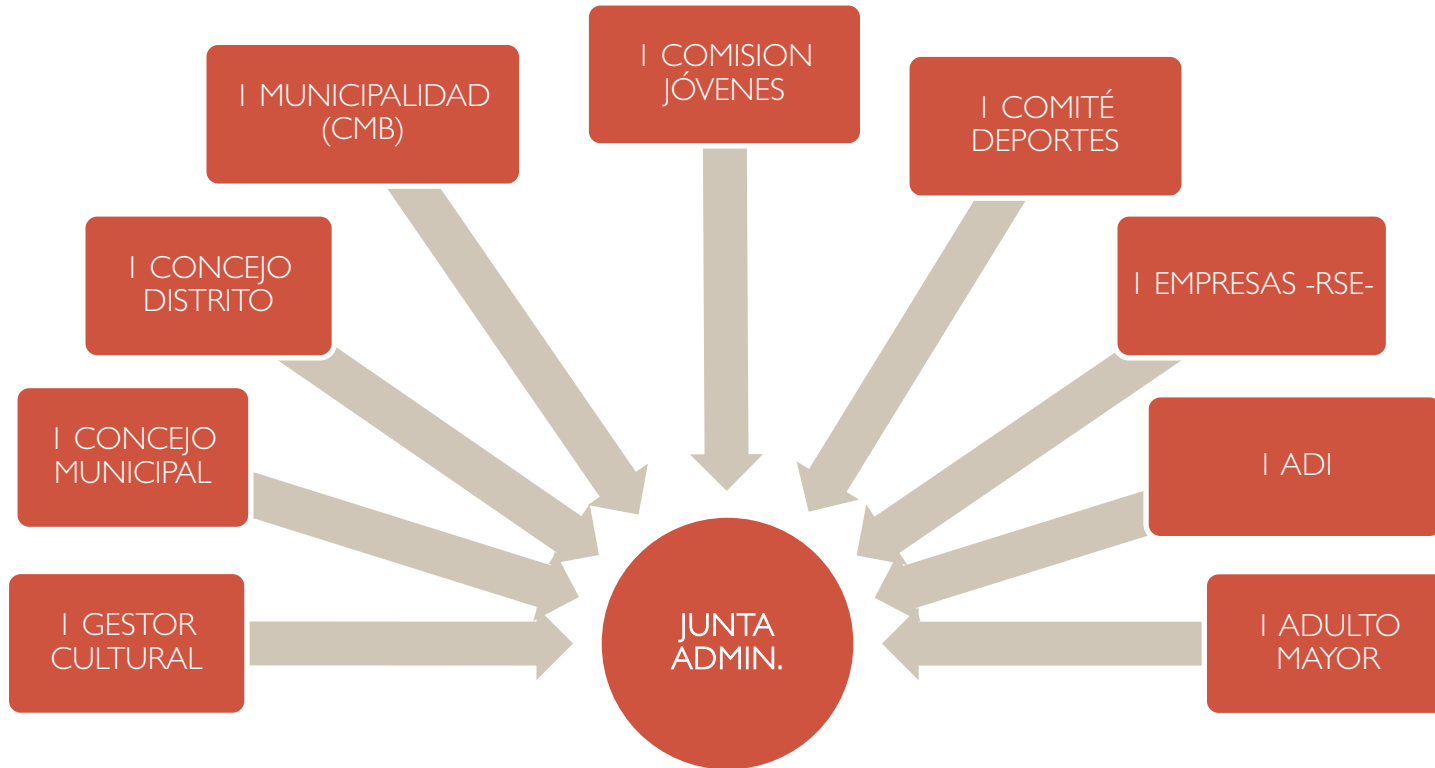 1 COMISION
JÓVENES
1 MUNICIPALIDAD
(CMB)
1 COMITÉ
DEPORTES
1 CONCEJO
DISTRITO
1 EMPRESAS -RSE-
1 CONCEJO
MUNICIPAL
1 ADI
1 GESTOR
CULTURAL
JUNTA
ADMIN.
1 ADULTO
MAYOR